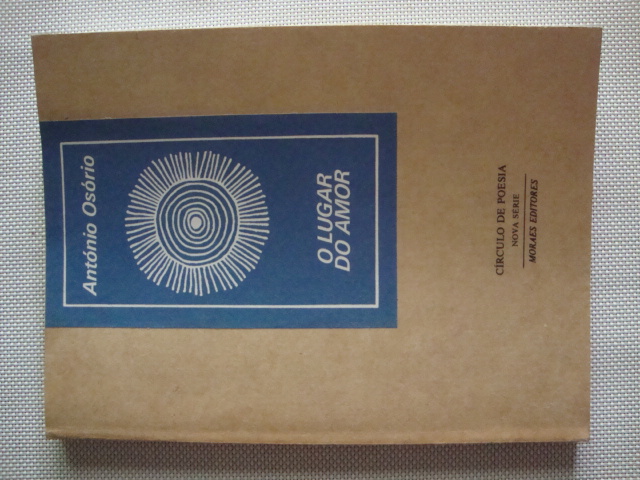 António Osório
O LUGAR
DO AMOR
CÍRCULO DE POESIA
NOVA SÉRIE
MORAES EDITORES